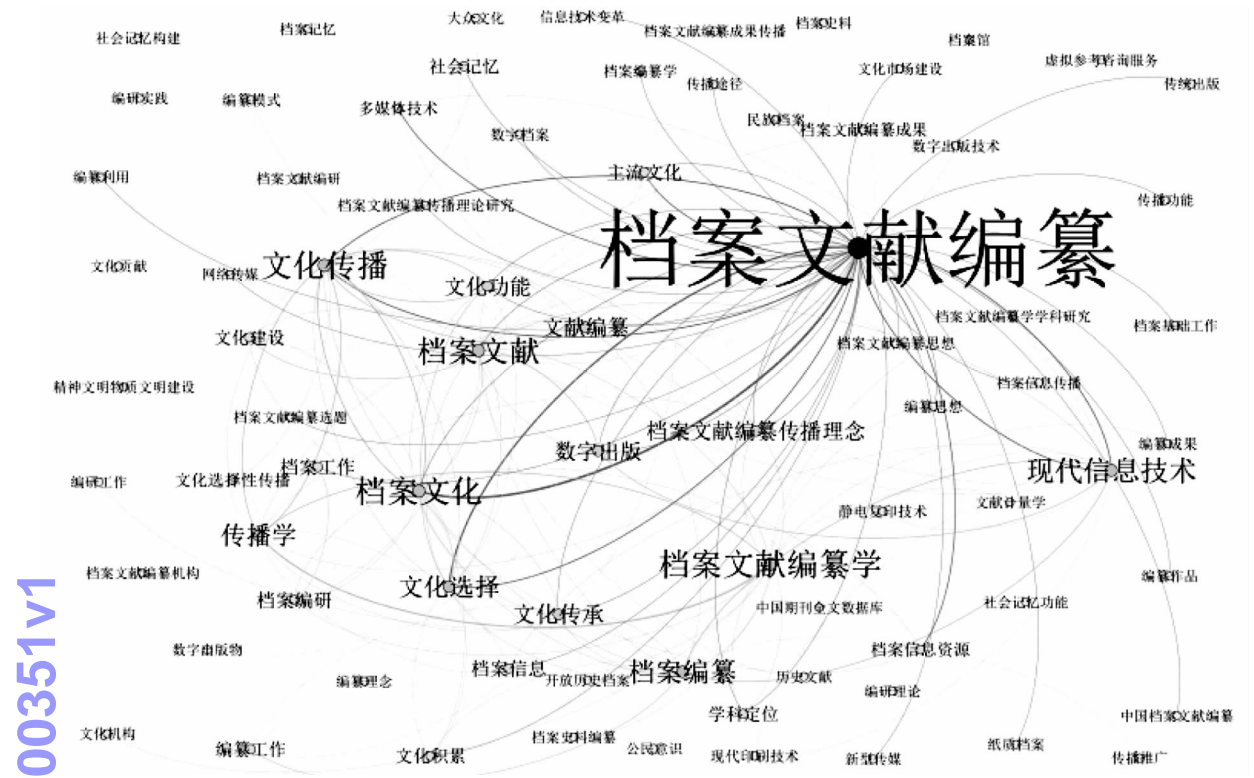 大众文化
信息技术变革
档案文献编纂成果传播
档案史料
档案记忆
社会记忆构建
档案馆
社会记忆
档案编纂学
文化市场建设
虚拟参考咨询服务
传播途径
传统出版
编研实践
编纂模式
多媒体技术
民族档案
档案文献编纂成果
数字档案
数字出版技术
主流文化
编纂利用
档案文献编研
传播功能
档案文献编纂传播理论研究
档案文献编纂
文化贡献
网络传媒
文化传播
文化功能
档案文献编纂学学科研究
文献编纂
档案基础工作
文化建设
档案文献
档案文献编纂思想
精神文明物质文明建设
档案信息传播
编纂思想
档案文献编纂选题
档案文献编纂传播理念
编纂成果
数字出版
档案工作
现代信息技术
编研工作
文化选择性传播
档案文化
文献计量学
静电复印技术
传播学
档案文献编纂学
档案文献编纂机构
文化选择
编纂作品
档案编研
社会记忆功能
中国期刊全文数据库
文化传承
数字出版物
档案信息资源
档案信息
开放历史档案
档案编纂
历史文献
编纂理念
编研理论
学科定位
中国档案文献编纂
文化机构
编纂工作
档案史料编纂
公民意识
纸质档案
文化积累
现代印刷技术
新型传媒
传播推广
00351v1